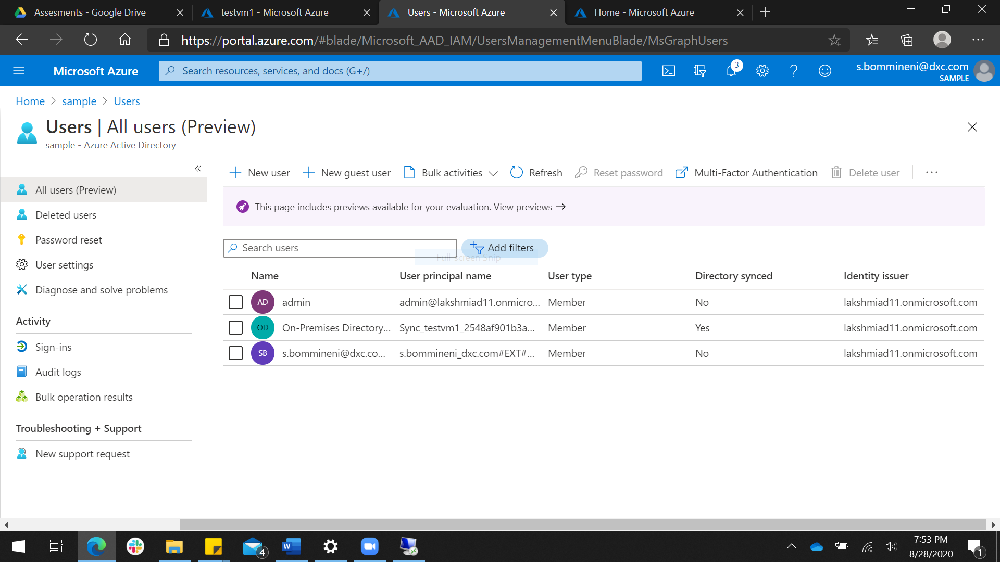 Assesments - Google Drive
testvm1 - Microsoft Azure
Users - Microsoft Azure
Home - Microsoft Azure
https://portal.azure.com/#blade/Microsoft_AAD_IAM/UsersManagementMenuBlade/MsGraphUsers
Microsoft Azure
Search resources, services, and docs (G+/)
3
s.bommineni@dxc.com
SAMPLE
Home > sample > Users
Users | All users (Preview)
sample - Azure Active Directory
All users (Preview)
Deleted users
Password reset
User settings
Diagnose and solve problems
Activity
Sign-ins
Audit logs
Bulk operation results
Troubleshooting + Support
New support request
New user
New guest user
Bulk activities
Refresh
Reset password
Multi-Factor Authentication
Delete user
This page includes previews available for your evaluation. View previews →
Search users
Add filters
Full-screen Snip
Name User principal name User type Directory synced Identity issuer
AD admin admin@lakshmiad11.onmicro... Member No lakshmiad11.onmicrosoft.com
OD On-Premises Directory... Sync_testvm1_2548af901b3a... Member Yes lakshmiad11.onmicrosoft.com
SB s.bommineni@dxc.co... s.bommineni_dxc.com#EXT#... Member No lakshmiad11.onmicrosoft.com
4
W
7:53 PM
8/28/2020
1